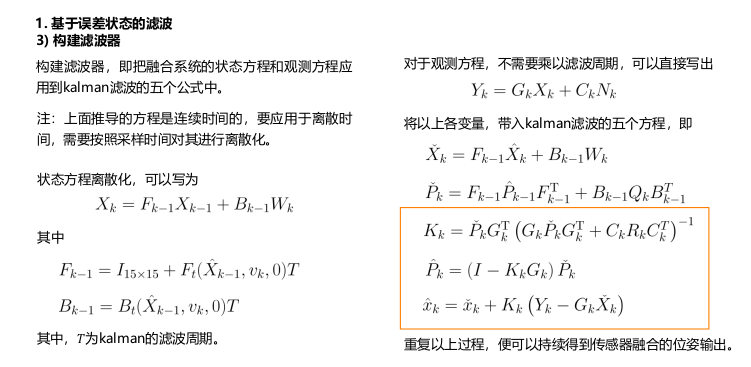 1. 基于误差状态的滤波
3) 构建滤波器
构建滤波器，即把融合系统的状态方程和观测方程应
用到kalman滤波的五个公式中。
注：上面推导的方程是连续时间的，要应用于离散时
间，需要按照采样时间对其进行离散化。
状态方程离散化，可以写为
$X_k = F_{k-1}X_{k-1} + B_{k-1}W_k$
其中
$F_{k-1} = I_{15\times 15} + F_t(\hat{X}_{k-1}, v_k, 0)T$
$B_{k-1} = B_t(\hat{X}_{k-1}, v_k, 0)T$
其中，T为kalman的滤波周期。
对于观测方程，不需要乘以滤波周期，可以直接写出
$Y_k = G_kX_k + C_kN_k$
将以上各变量，带入kalman滤波的五个方程，即
$\check{X}_k = F_{k-1}\hat{X}_k + B_{k-1}W_k$
$\check{P}_k = F_{k-1}\hat{P}_{k-1}F_{k-1}^{\mathrm{T}} + B_{k-1}Q_kB_{k-1}^{T}$
$K_k = \check{P}_kG_k^{\mathrm{T}}\left(G_k\check{P}_kG_k^{\mathrm{T}} + C_kR_kC_k^{T}\right)^{-1}$
$\hat{P}_k = (I - K_kG_k)\check{P}_k$
$\hat{x}_k = \check{x}_k + K_k\left(Y_k - G_k\check{X}_k\right)$
重复以上过程，便可以持续得到传感器融合的位姿输出。